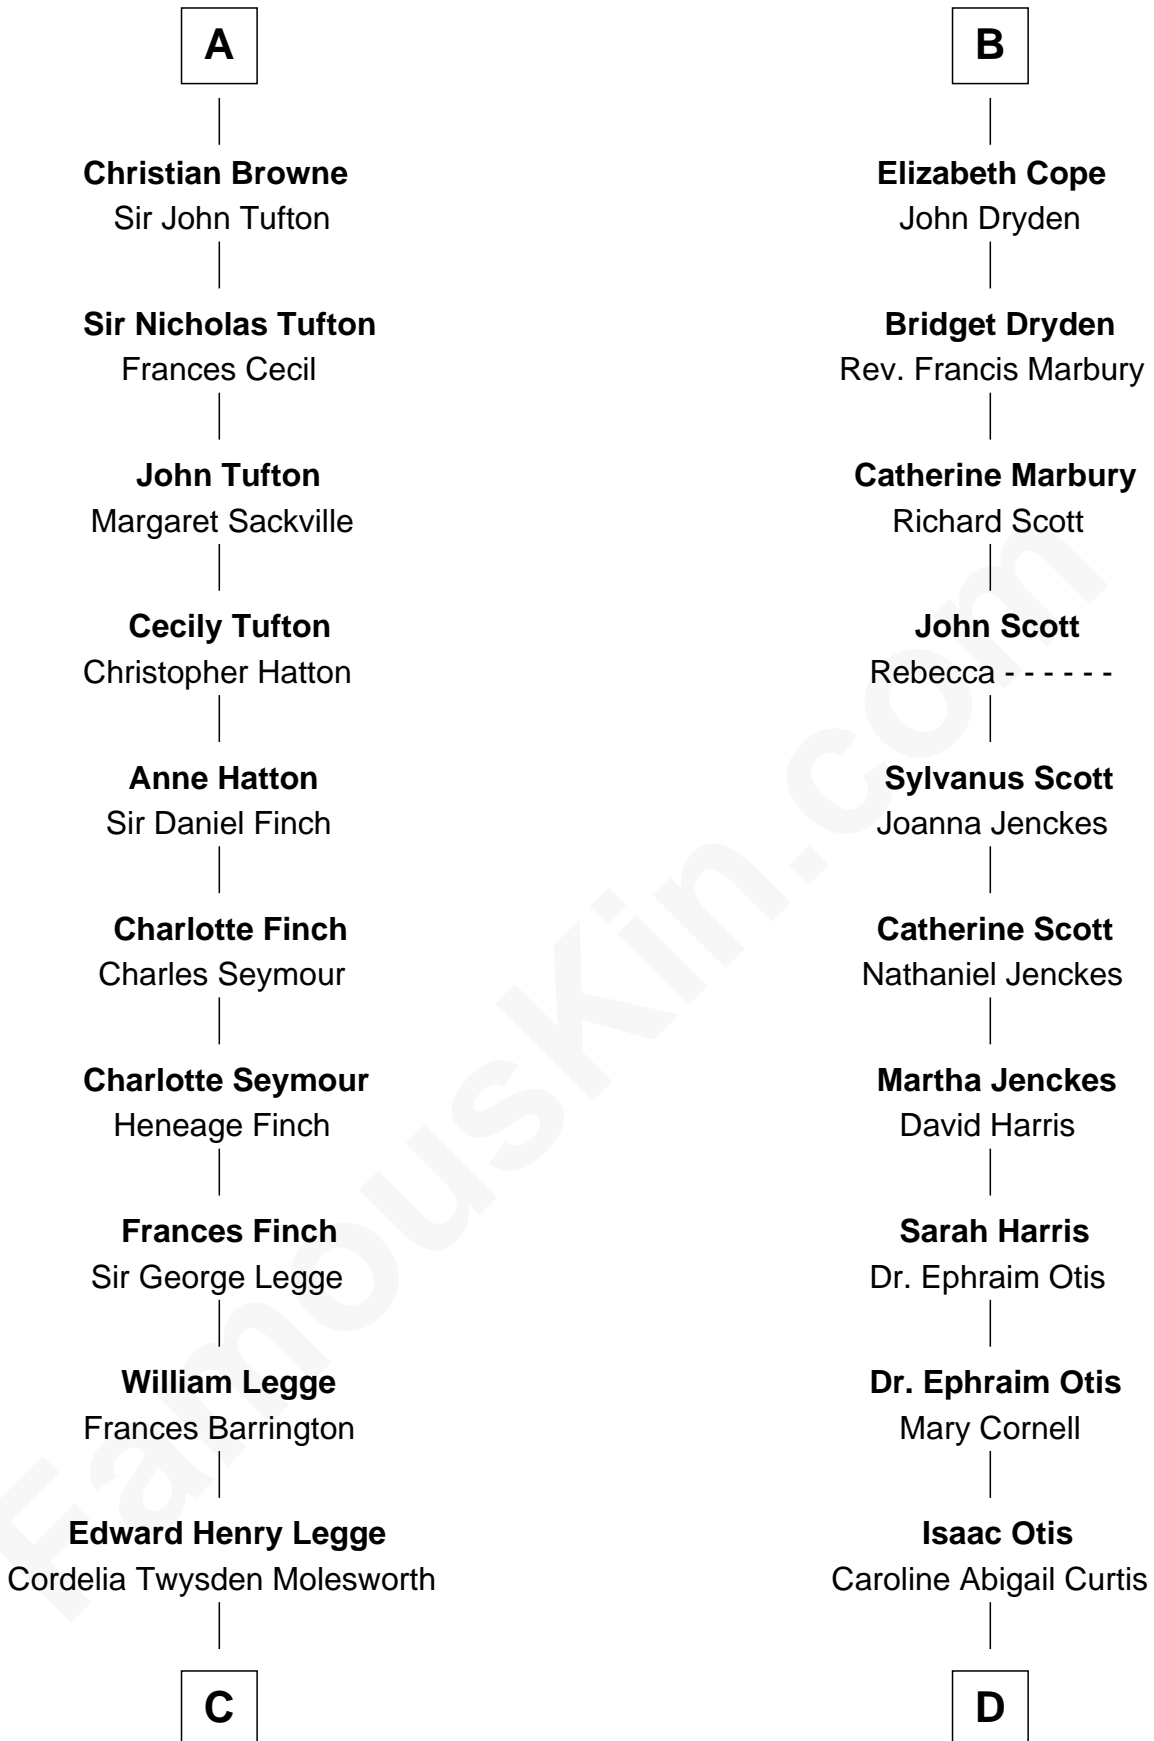 A
Christian Browne
Sir John Tufton
Sir Nicholas Tufton
Frances Cecil
John Tufton
Margaret Sackville
Cecily Tufton
Christopher Hatton
Anne Hatton
Sir Daniel Finch
Charlotte Finch
Charles Seymour
Charlotte Seymour
Heneage Finch
Frances Finch
Sir George Legge
William Legge
Frances Barrington
Edward Henry Legge
Cordelia Twysden Molesworth
C
B
Elizabeth Cope
John Dryden
Bridget Dryden
Rev. Francis Marbury
Catherine Marbury
Richard Scott
John Scott
Rebecca - - - - - -
Sylvanus Scott
Joanna Jenckes
Catherine Scott
Nathaniel Jenckes
Martha Jenckes
David Harris
Sarah Harris
Dr. Ephraim Otis
Dr. Ephraim Otis
Mary Cornell
Isaac Otis
Caroline Abigail Curtis
D
FamousKin.com